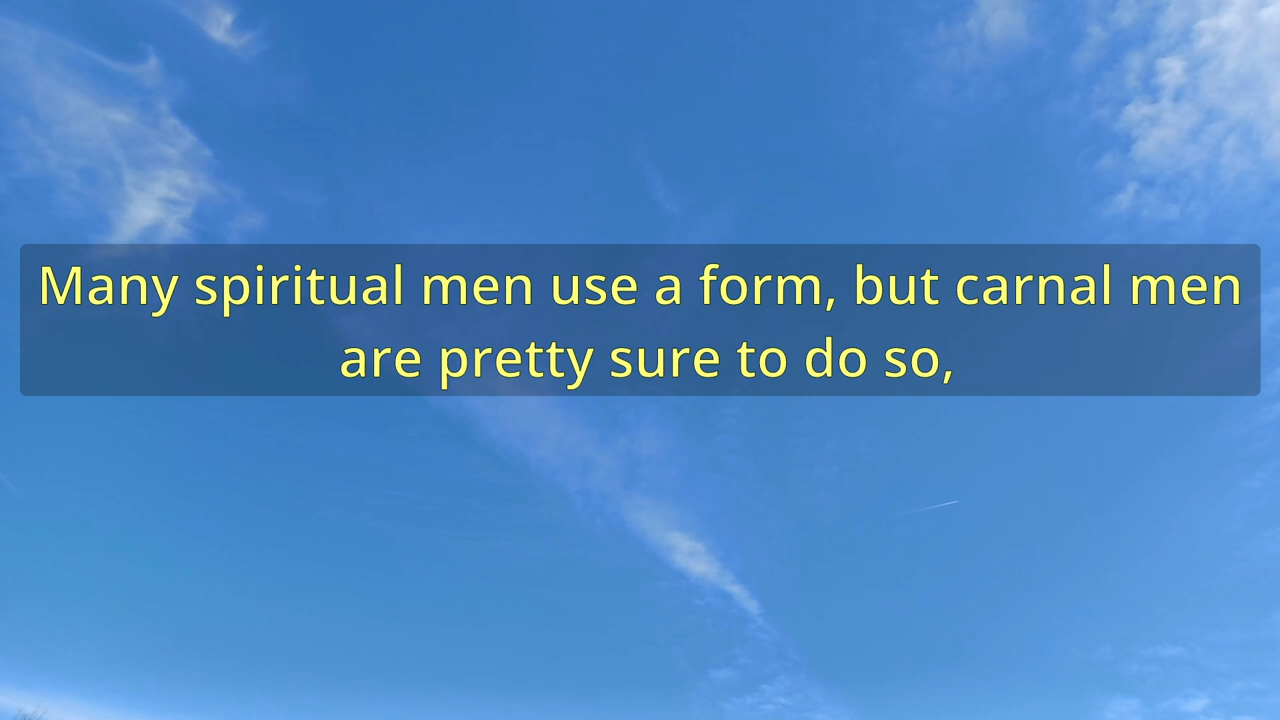 Many spiritual men use a form, but carnal men
are pretty sure to do so,